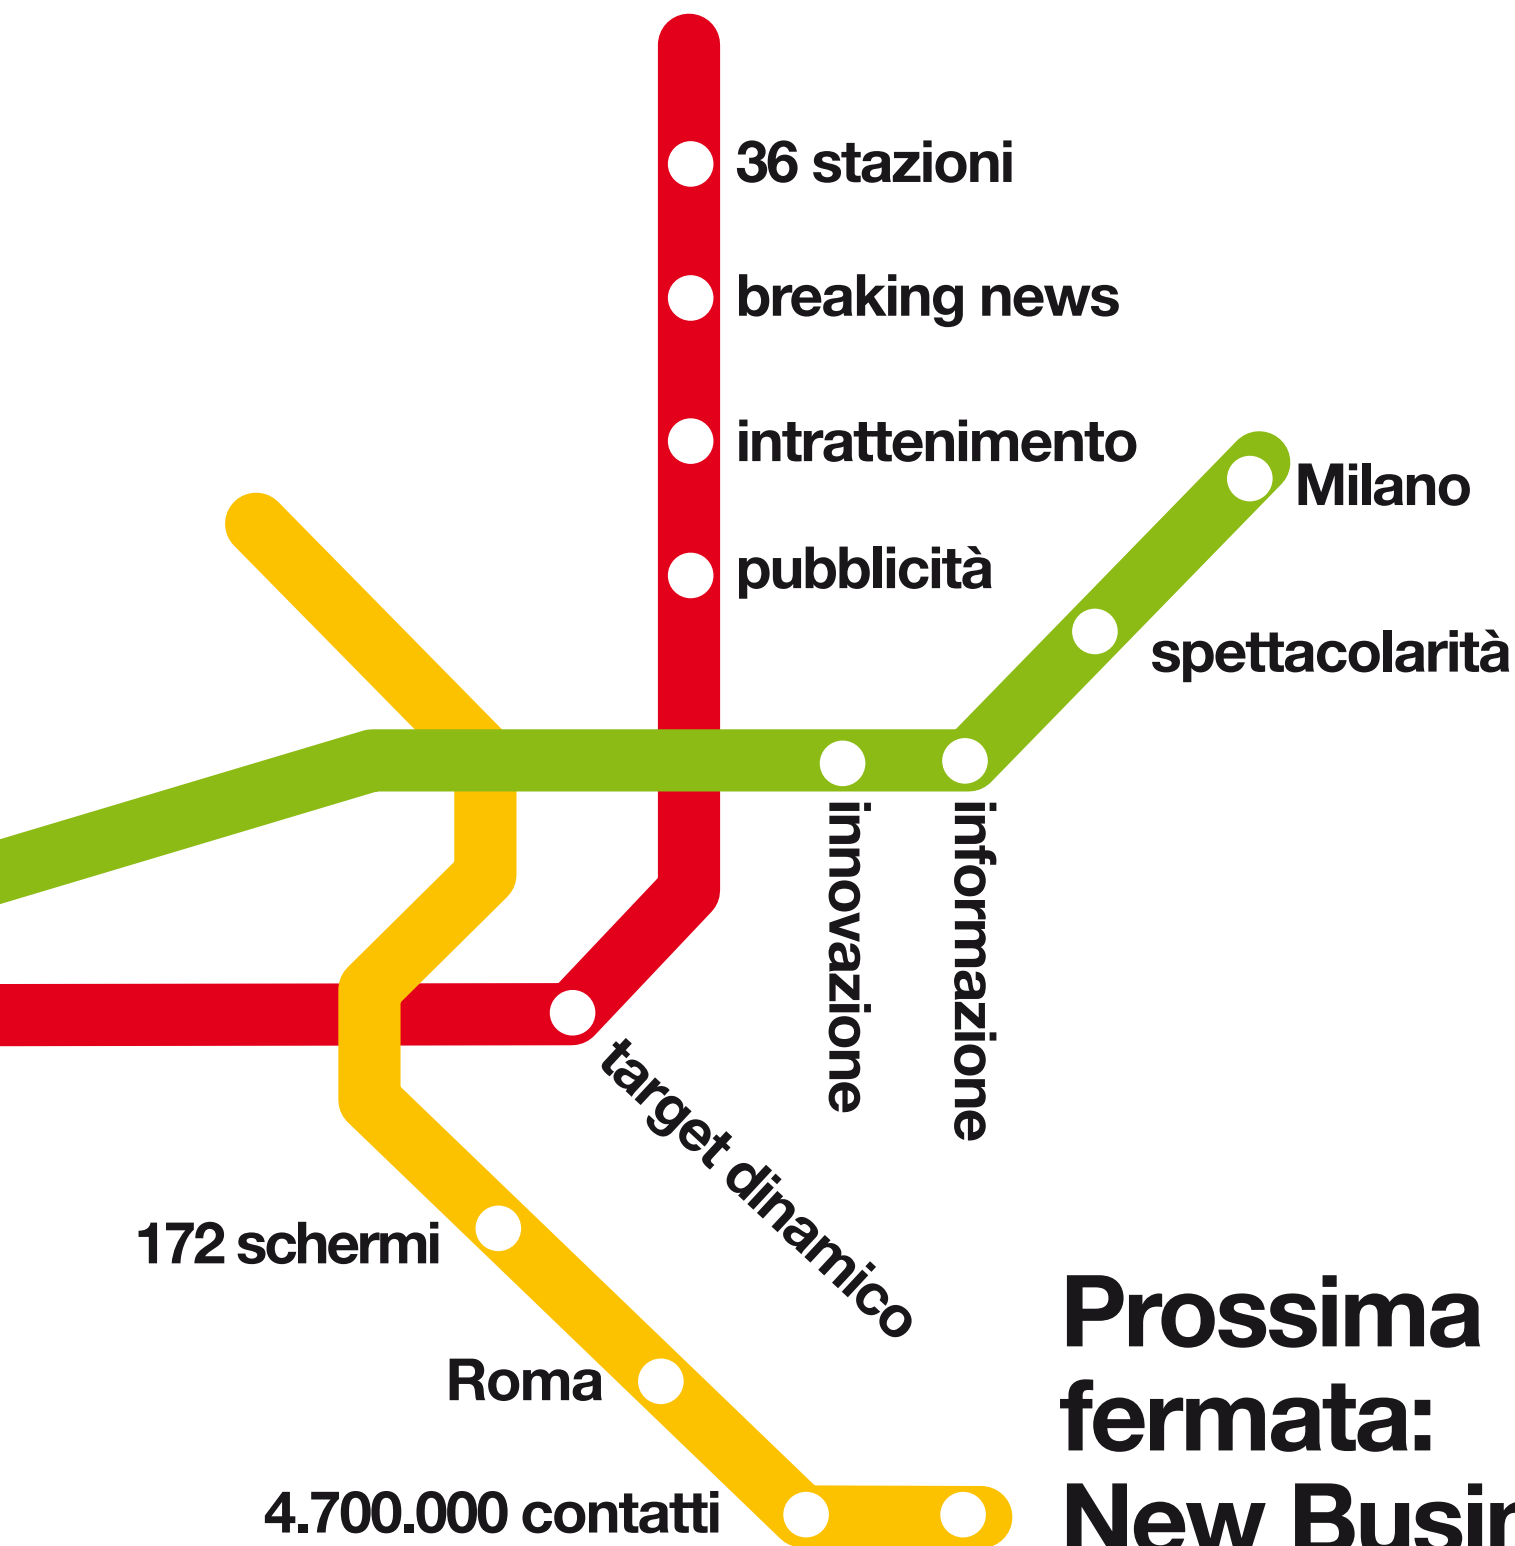 36 stazioni
breaking news
intrattenimento
Milano
pubblicità
spettacolarità
innovazione
informazione
target dinamico
172 schermi
Roma
4.700.000 contatti
Prossima
fermata:
New